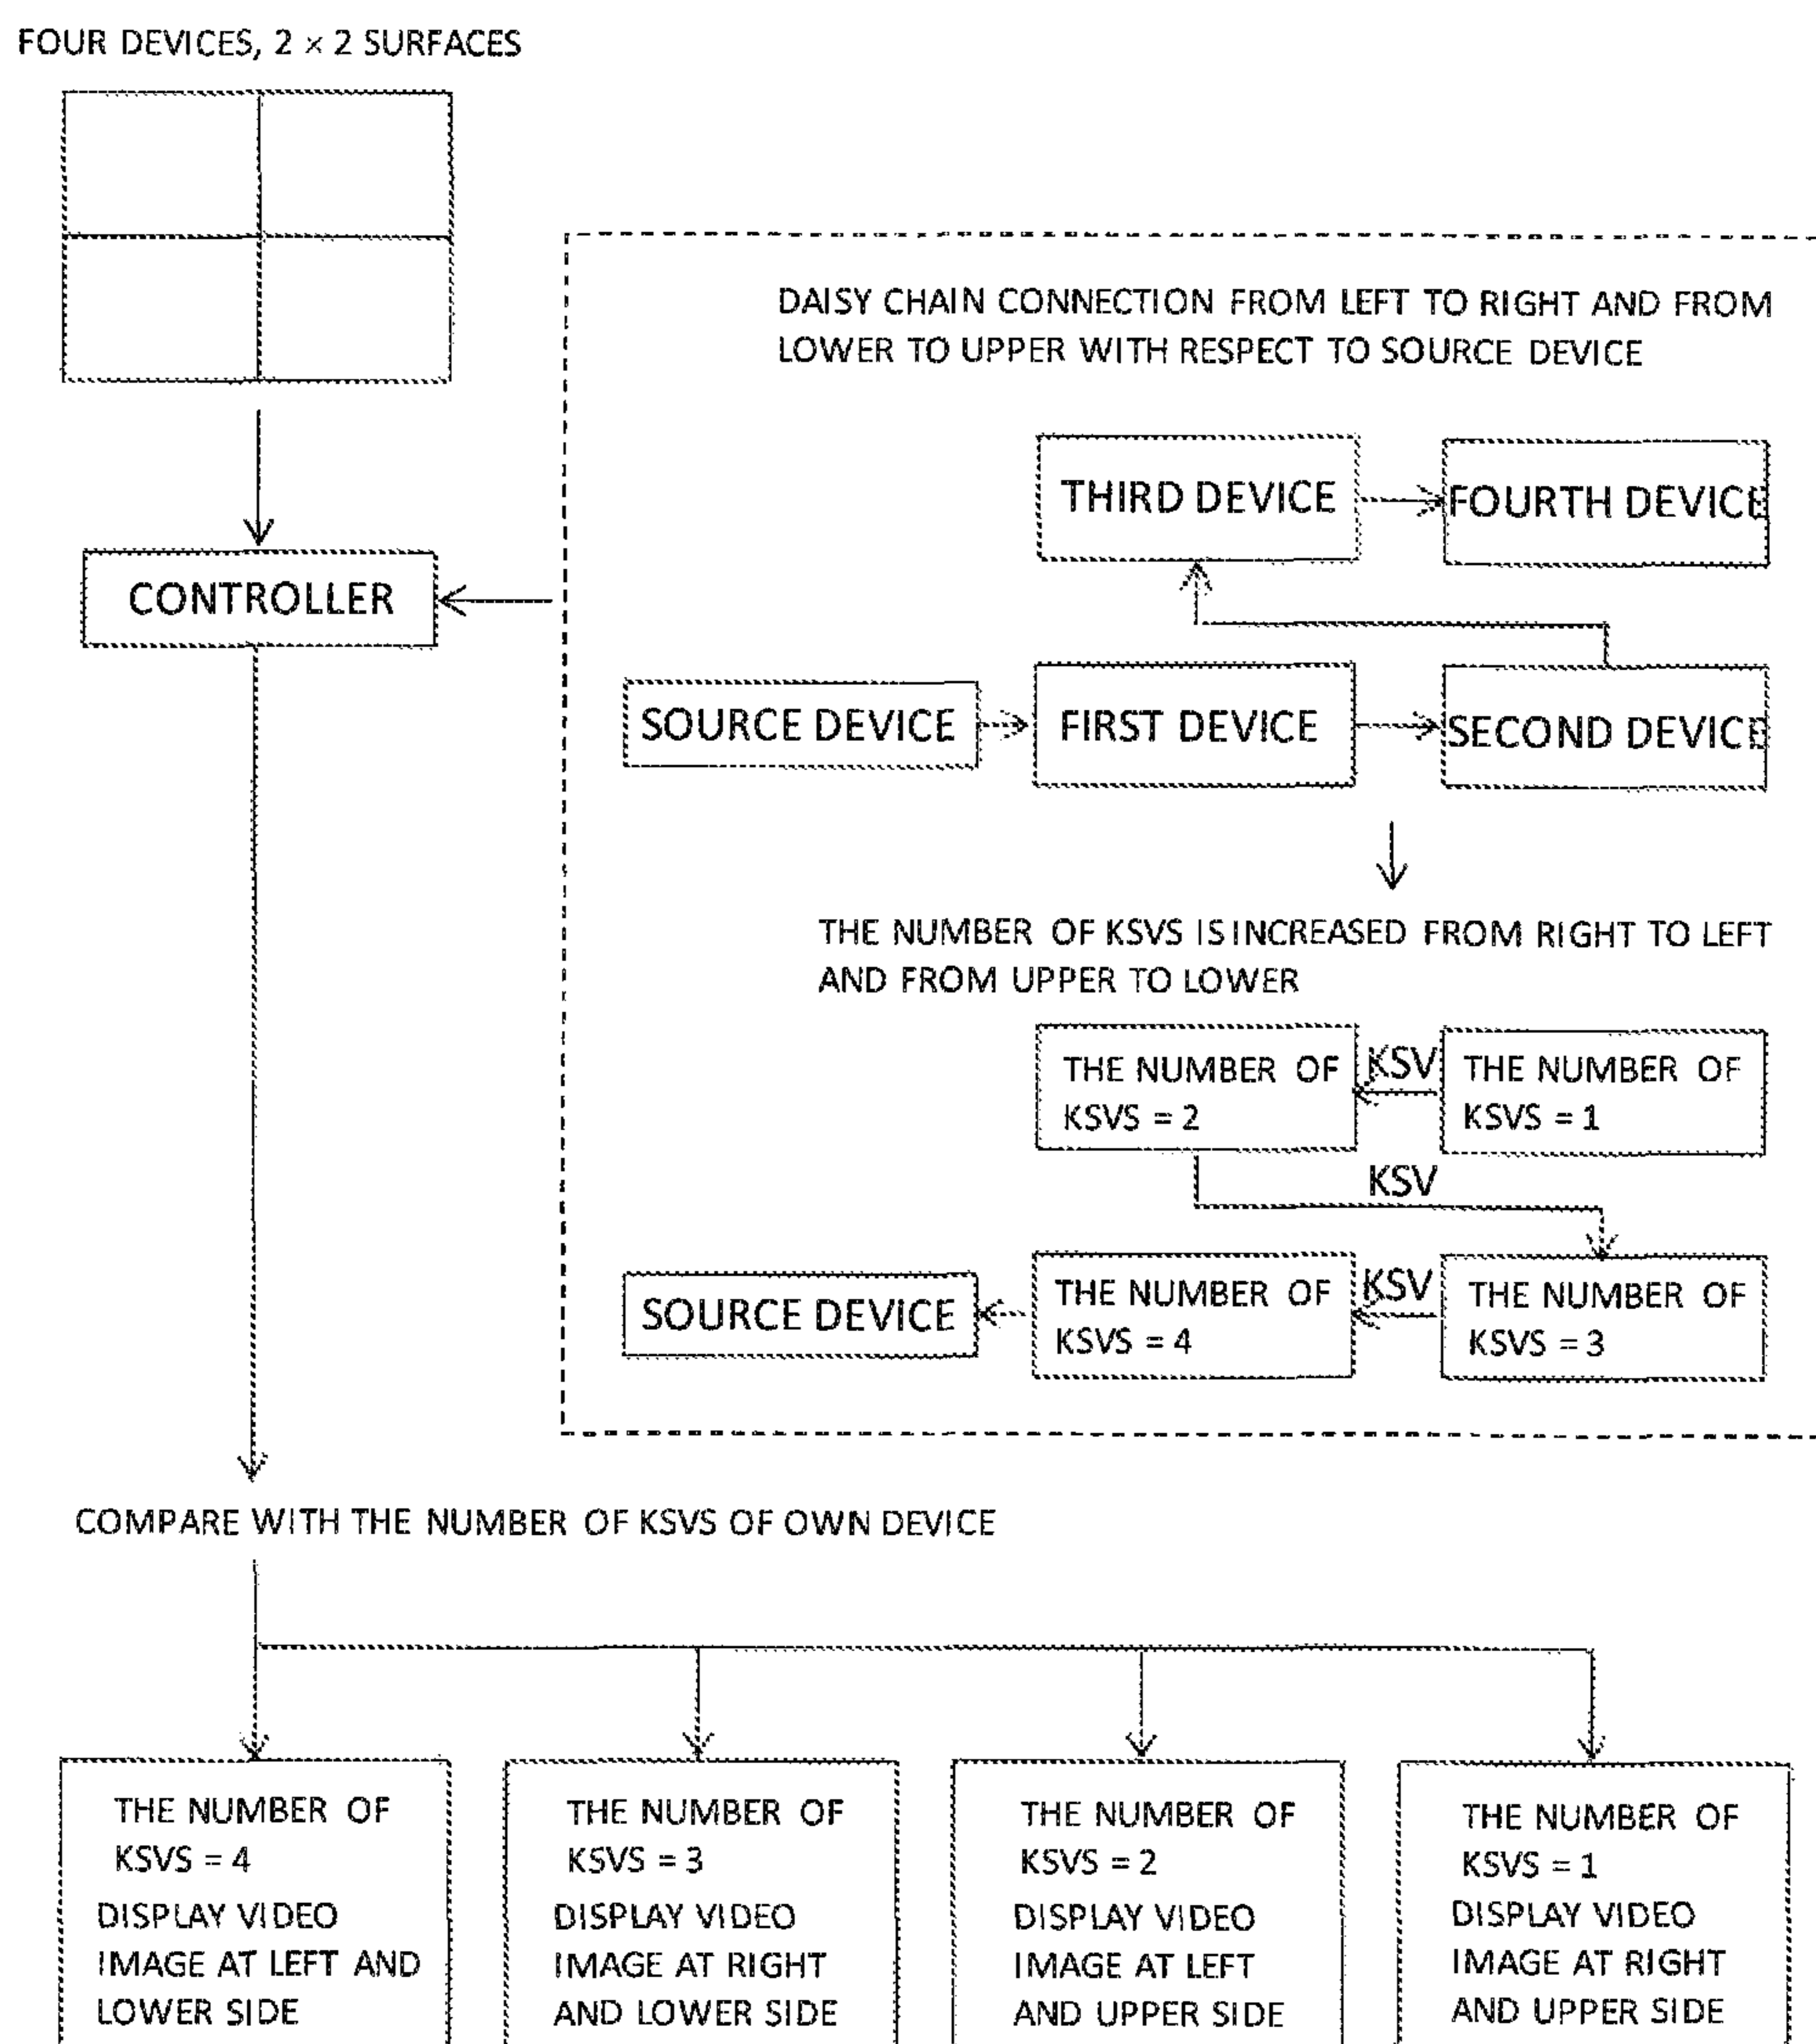 FOUR DEVICES, 2 × 2 SURFACES
DAISY CHAIN CONNECTION FROM LEFT TO RIGHT AND FROM
LOWER TO UPPER WITH RESPECT TO SOURCE DEVICE
THIRD DEVICE
FOURTH DEVICE
CONTROLLER
SOURCE DEVICE
FIRST DEVICE
SECOND DEVICE
THE NUMBER OF KSVS IS INCREASED FROM RIGHT TO LEFT
AND FROM UPPER TO LOWER
THE NUMBER OF
KSVS = 2
KSV
THE NUMBER OF
KSVS = 1
KSV
SOURCE DEVICE
THE NUMBER OF
KSVS = 4
KSV
THE NUMBER OF
KSVS = 3
COMPARE WITH THE NUMBER OF KSVS OF OWN DEVICE
THE NUMBER OF
KSVS = 4
DISPLAY VIDEO
IMAGE AT LEFT AND
LOWER SIDE
THE NUMBER OF
KSVS = 3
DISPLAY VIDEO
IMAGE AT RIGHT
AND LOWER SIDE
THE NUMBER OF
KSVS = 2
DISPLAY VIDEO
IMAGE AT LEFT
AND UPPER SIDE
THE NUMBER OF
KSVS = 1
DISPLAY VIDEO
IMAGE AT RIGHT
AND UPPER SIDE